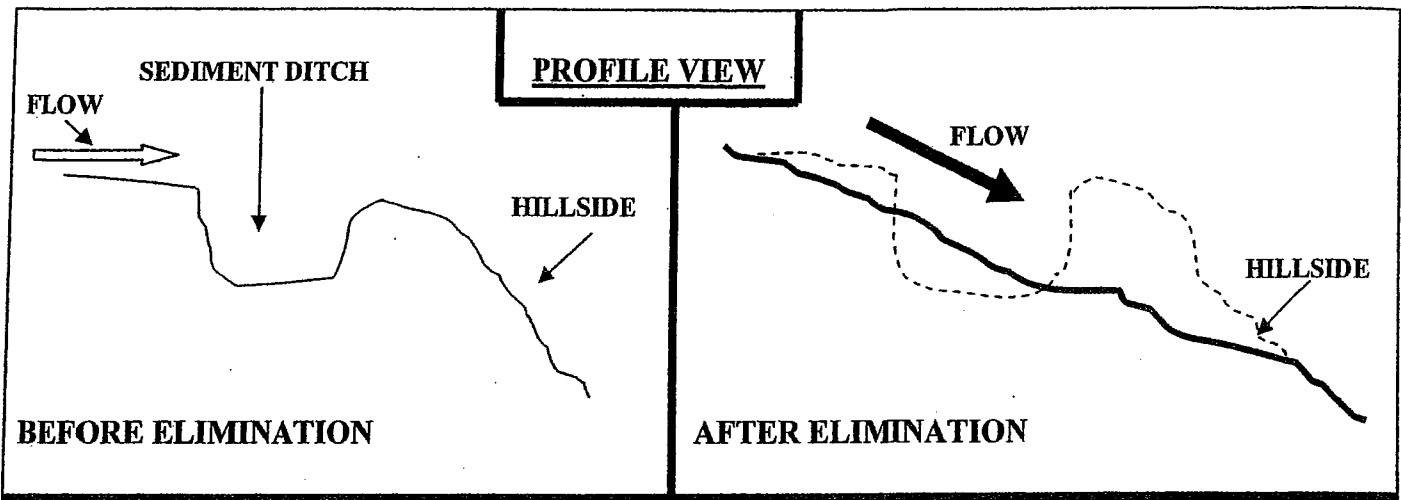 PROFILE VIEW
SEDIMENT DITCH
FLOW
HILLSIDE
BEFORE ELIMINATION
FLOW
HILLSIDE
AFTER ELIMINATION